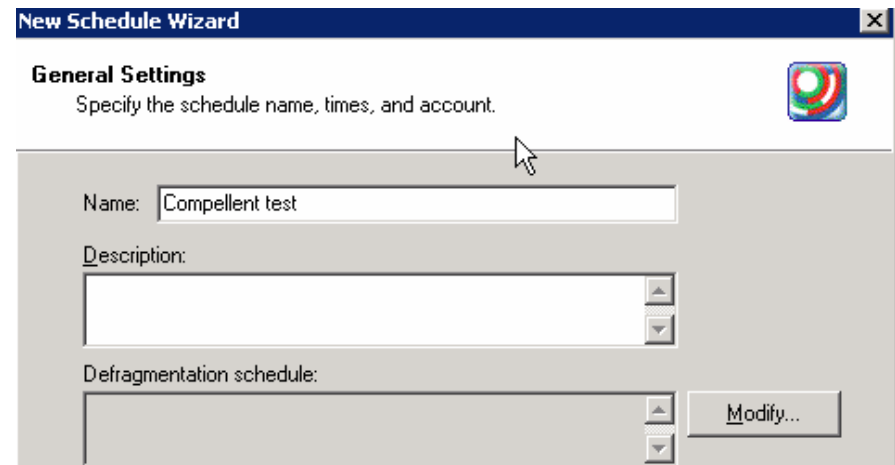 New Schedule Wizard
General Settings
Specify the schedule name, times, and account.
Name: Compellent test
Description:
Defragmentation schedule:
Modify...